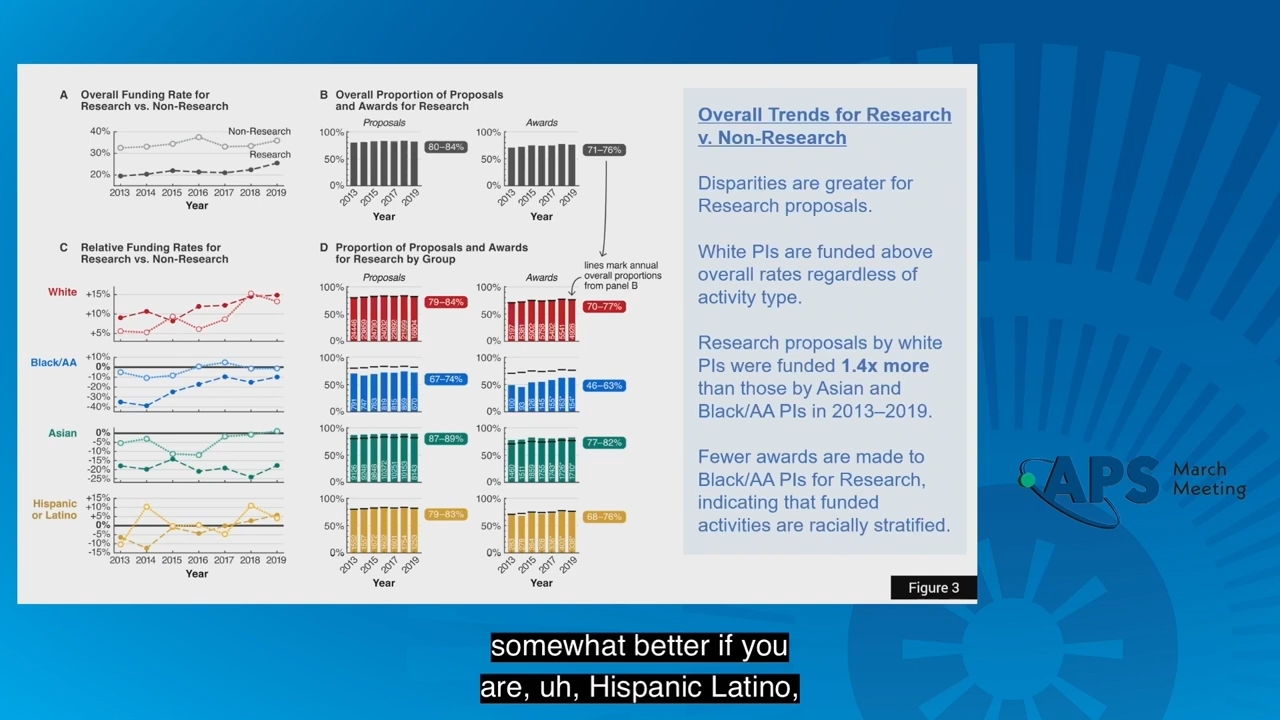 A Overall Funding Rate for
Research vs. Non-Research
40%
30%
20%
Non-Research
Research
2013 2014 2015 2016 2017 2018 2019
Year
B Overall Proportion of Proposals
and Awards for Research
Proposals
100%
50%
0%
80–84%
2013 2015 2017 2019
Year
Awards
100%
50%
0%
71–76%
2013 2015 2017 2019
Year
C Relative Funding Rates for
Research vs. Non-Research
White
+15%
+10%
+5%
Black/AA
+10%
0%
-10%
-20%
-30%
-40%
Asian
0%
-5%
-10%
-15%
-20%
-25%
Hispanic
or Latino
+15%
+10%
+5%
0%
-5%
-10%
-15%
2013 2014 2015 2016 2017 2018 2019
Year
D Proportion of Proposals and Awards
for Research by Group
lines mark annual
overall proportions
from panel B
Proposals
100%
50%
0%
79–84%
100%
50%
0%
67–74%
100%
50%
0%
87–89%
100%
50%
0%
79–83%
2013 2015 2017 2019
Year
Awards
100%
50%
0%
70–77%
100%
50%
0%
46–63%
100%
50%
0%
77–82%
100%
50%
0%
68–76%
2013 2015 2017 2019
Year
Overall Trends for Research
v. Non-Research
Disparities are greater for
Research proposals.
White PIs are funded above
overall rates regardless of
activity type.
Research proposals by white
PIs were funded 1.4x more
than those by Asian and
Black/AA PIs in 2013–2019.
Fewer awards are made to
Black/AA PIs for Research,
indicating that funded
activities are racially stratified.
Figure 3
APS March
Meeting
somewhat better if you
are, uh, Hispanic Latino,